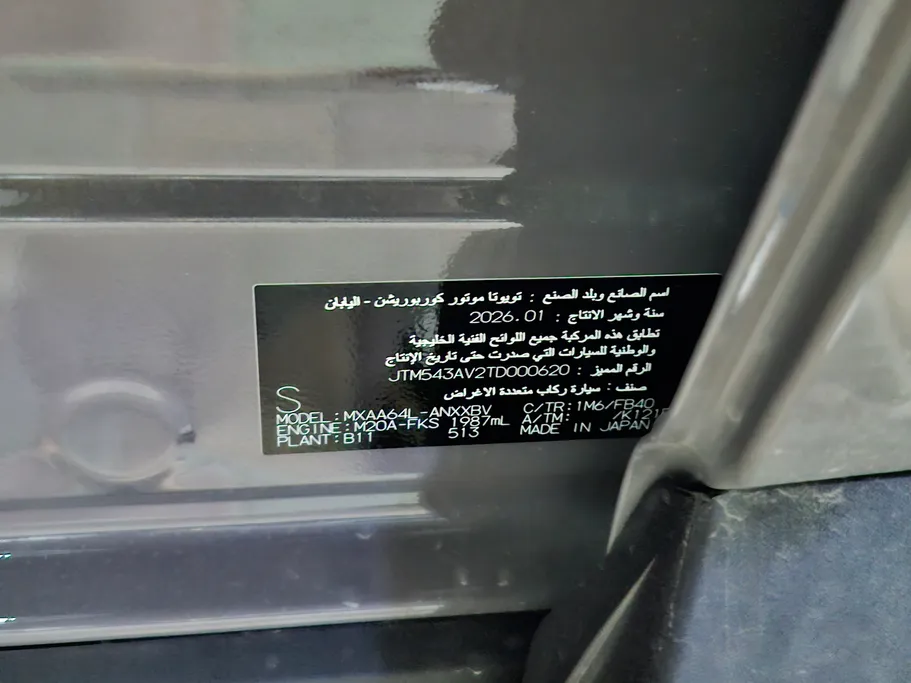 اسم الصانع وبلد الصنع : تويوتا موتور كوربوريشن - اليابان
سنة وشهر الانتاج : 2026.01
تطابق هذه المركبة جميع اللوائح الفنية الخليجية
والوطنية للسيارات التي صدرت حتى تاريخ الإنتاج
الرقم المميز : JTM543AV2TD000620
صنف : سيارة ركاب متعددة الاغراض
S
MODEL:MXAA64L-ANXXBV C/TR:1M6/FB40
ENGINE:M20A-FKS 1987mL A/TM: /K121F
PLANT:B11 513 MADE IN JAPAN